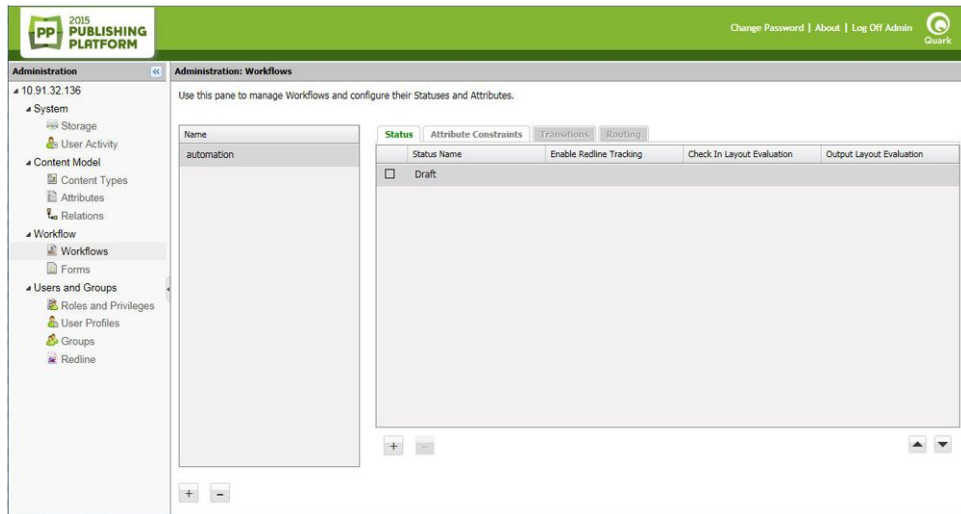 PP
2015
PUBLISHING
PLATFORM
Change Password | About | Log Off Admin
Quark
Administration
Administration: Workflows
10.91.32.136
System
Storage
User Activity
Content Model
Content Types
Attributes
Relations
Workflow
Workflows
Forms
Users and Groups
Roles and Privileges
User Profiles
Groups
Redline
Use this pane to manage Workflows and configure their Statuses and Attributes.
Name
automation
Status Attribute Constraints Transitions Routing
Status Name Enable Redline Tracking Check In Layout Evaluation Output Layout Evaluation
Draft